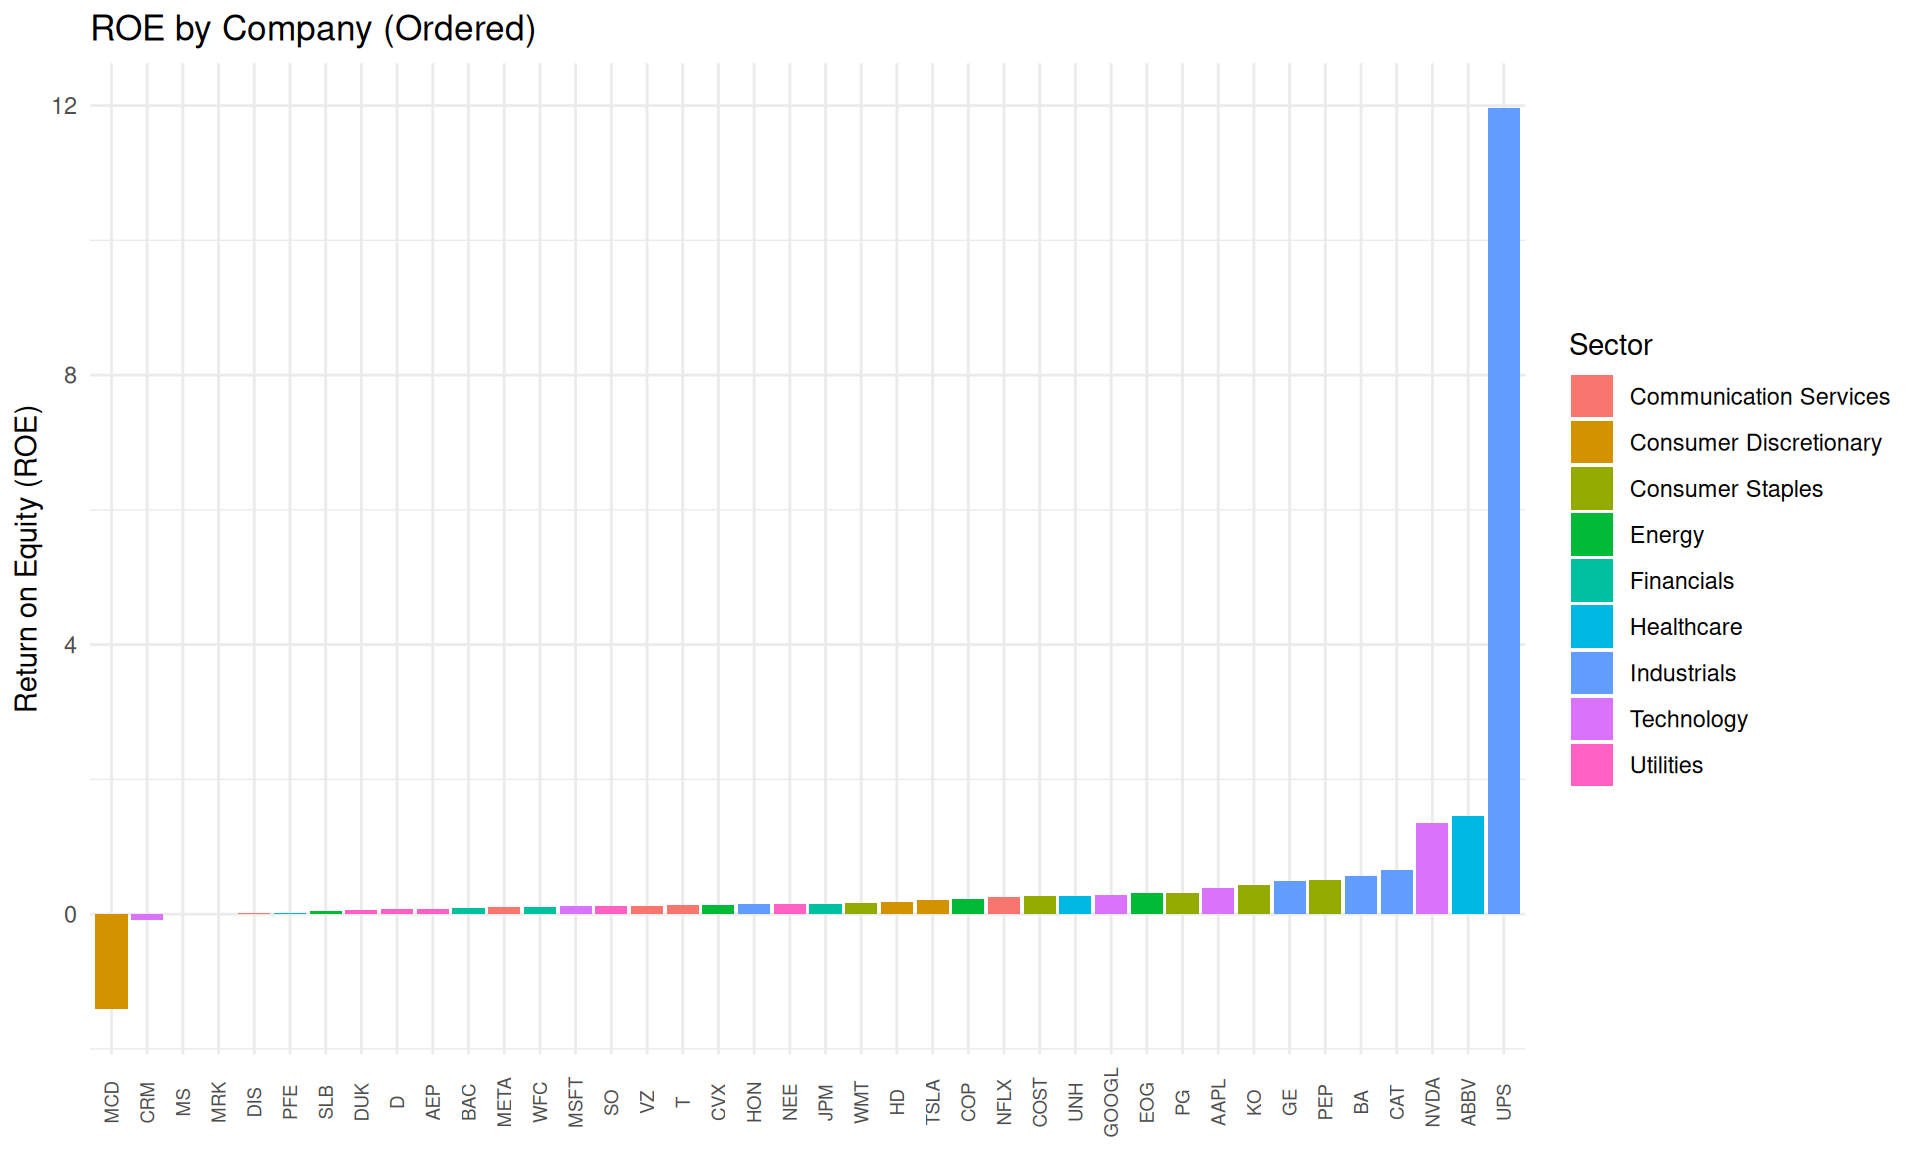 ROE by Company (Ordered)
Return on Equity (ROE)
12
8
4
0
MCD
CRM
MS
MRK
DIS
PFE
SLB
DUK
D
AEP
BAC
META
WFC
MSFT
SO
VZ
T
CVX
HON
NEE
JPM
WMT
HD
TSLA
COP
NFLX
COST
UNH
GOOGL
EOG
PG
AAPL
KO
GE
PEP
BA
CAT
NVDA
ABBV
UPS
Sector
Communication Services
Consumer Discretionary
Consumer Staples
Energy
Financials
Healthcare
Industrials
Technology
Utilities